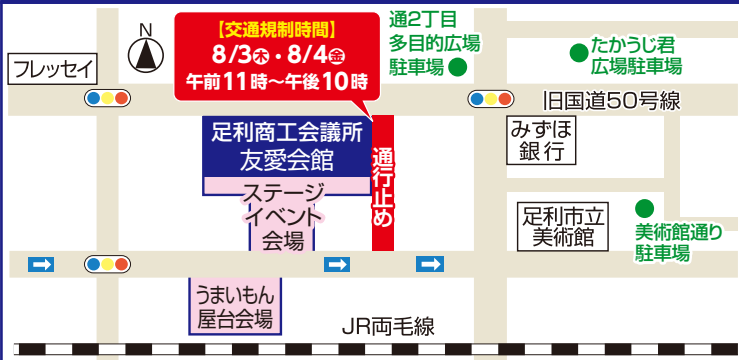 【交通規制時間】
8/3㊍・8/4㊎
午前11時～午後10時
N
フレッセイ
通2丁目
多目的広場
駐車場
たかうじ君
広場駐車場
旧国道50号線
足利商工会議所
友愛会館
通行止め
みずほ
銀行
ステージ
イベント
会場
足利市立
美術館
美術館通り
駐車場
うまいもん
屋台会場
JR両毛線